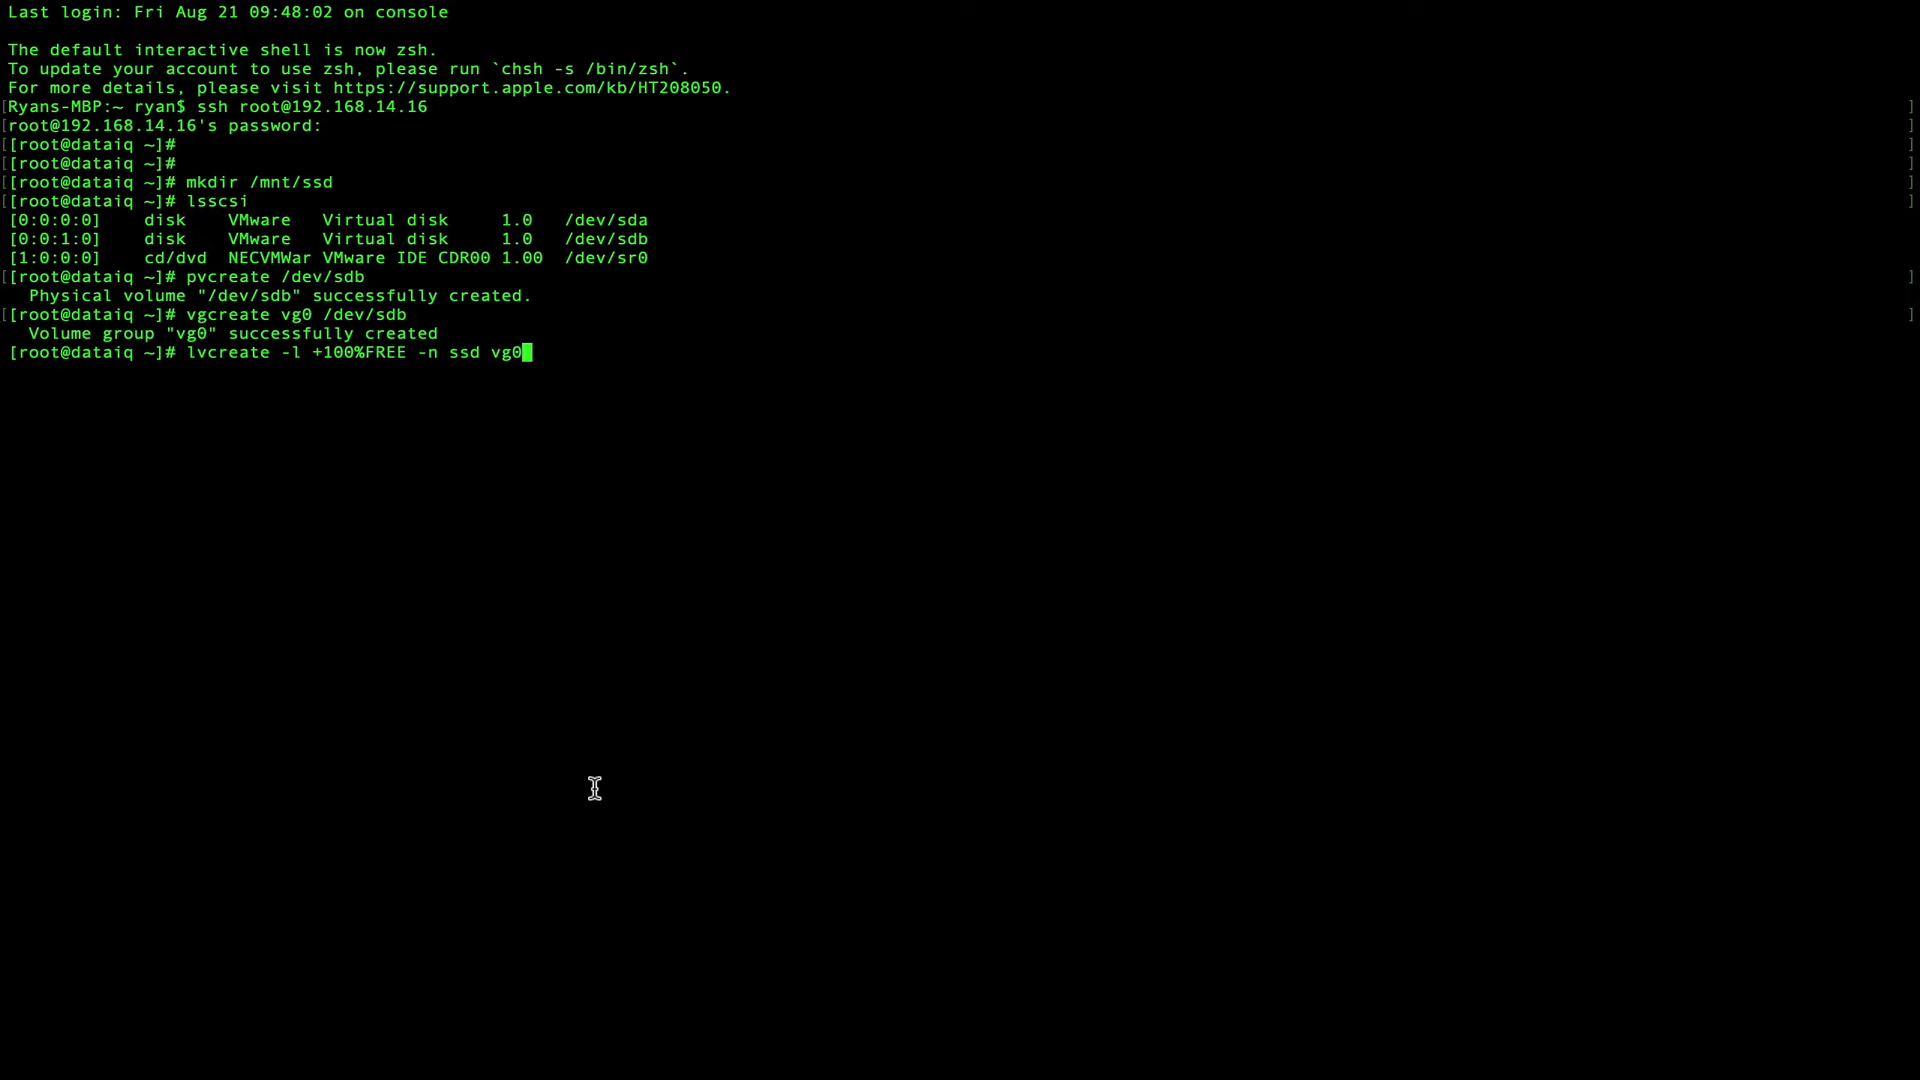 Last login: Fri Aug 21 09:48:02 on console
The default interactive shell is now zsh.
To update your account to use zsh, please run `chsh -s /bin/zsh`.
For more details, please visit https://support.apple.com/kb/HT208050.
[Ryans-MBP:~ ryan$ ssh root@192.168.14.16 ]
[root@192.168.14.16's password: ]
[[root@dataiq ~]# ]
[[root@dataiq ~]# ]
[[root@dataiq ~]# mkdir /mnt/ssd ]
[[root@dataiq ~]# lsscsi ]
[0:0:0:0]    disk    VMware   Virtual disk     1.0   /dev/sda
[0:0:1:0]    disk    VMware   Virtual disk     1.0   /dev/sdb
[1:0:0:0]    cd/dvd  NECVMWar VMware IDE CDR00 1.00  /dev/sr0
[[root@dataiq ~]# pvcreate /dev/sdb ]
  Physical volume "/dev/sdb" successfully created.
[[root@dataiq ~]# vgcreate vg0 /dev/sdb ]
  Volume group "vg0" successfully created
[root@dataiq ~]# lvcreate -l +100%FREE -n ssd vg0